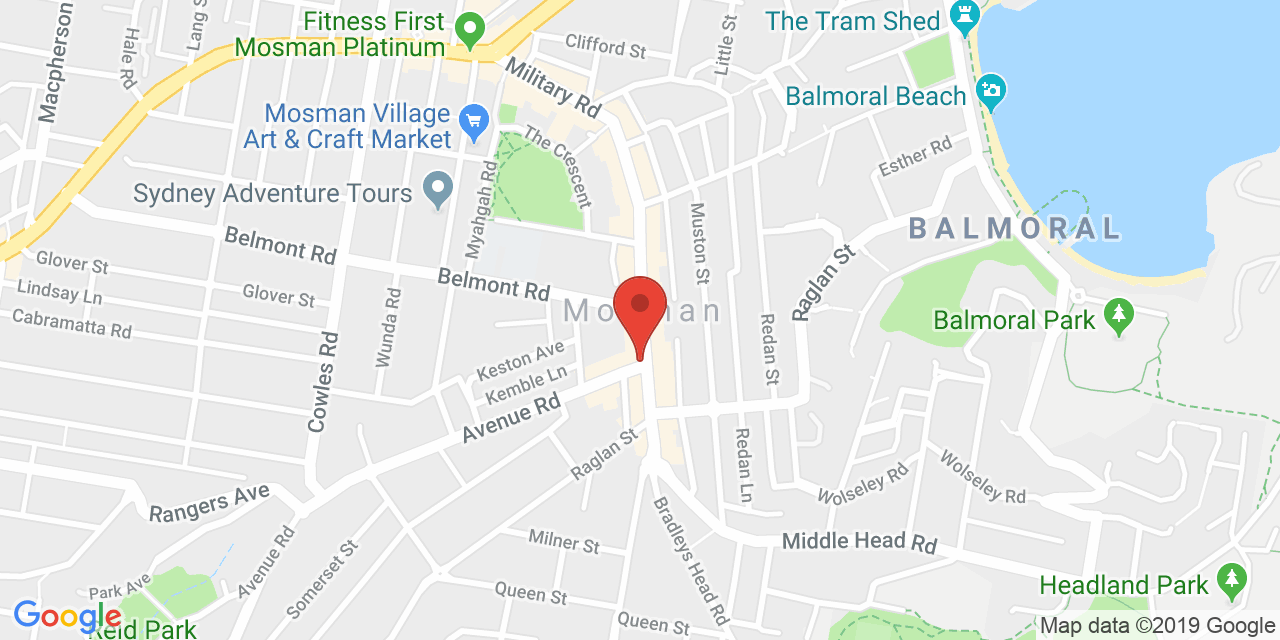 Fitness First
Mosman Platinum
The Tram Shed
Little St
Clifford St
Lang S
Hale Rd
Macpherson
Military Rd
Balmoral Beach
Mosman Village
Art & Craft Market
The Crescent
Esther Rd
Sydney Adventure Tours
Myahgah Rd
Muston St
BALMORAL
Belmont Rd
Belmont Rd
Raglan St
Glover St
Glover St
Lindsay Ln
Cabramatta Rd
Wunda Rd
Mosman
Balmoral Park
Redan St
Keston Ave
Kemble Ln
Cowles Rd
Avenue Rd
Raglan St
Redan Ln
Wolseley Rd
Wolseley Rd
Rangers Ave
Bradleys Head Rd
Avenue Rd
Somerset St
Milner St
Middle Head Rd
Park Ave
Queen St
Queen St
Headland Park
Google
Reid Park
Map data ©2019 Google